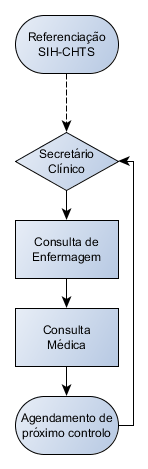 Referenciação
SIH-CHTS
Secretário
Clínico
Consulta de
Enfermagem
Consulta
Médica
Agendamento de
próximo controlo